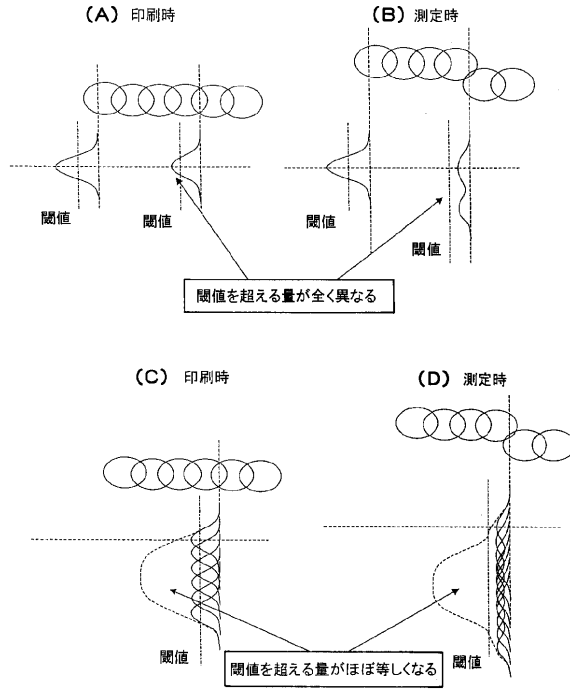 (A) 印刷時
(B) 測定時
閾値
閾値
閾値
閾値
閾値を超える量が全く異なる
(C) 印刷時
(D) 測定時
閾値
閾値
閾値を超える量がほぼ等しくなる